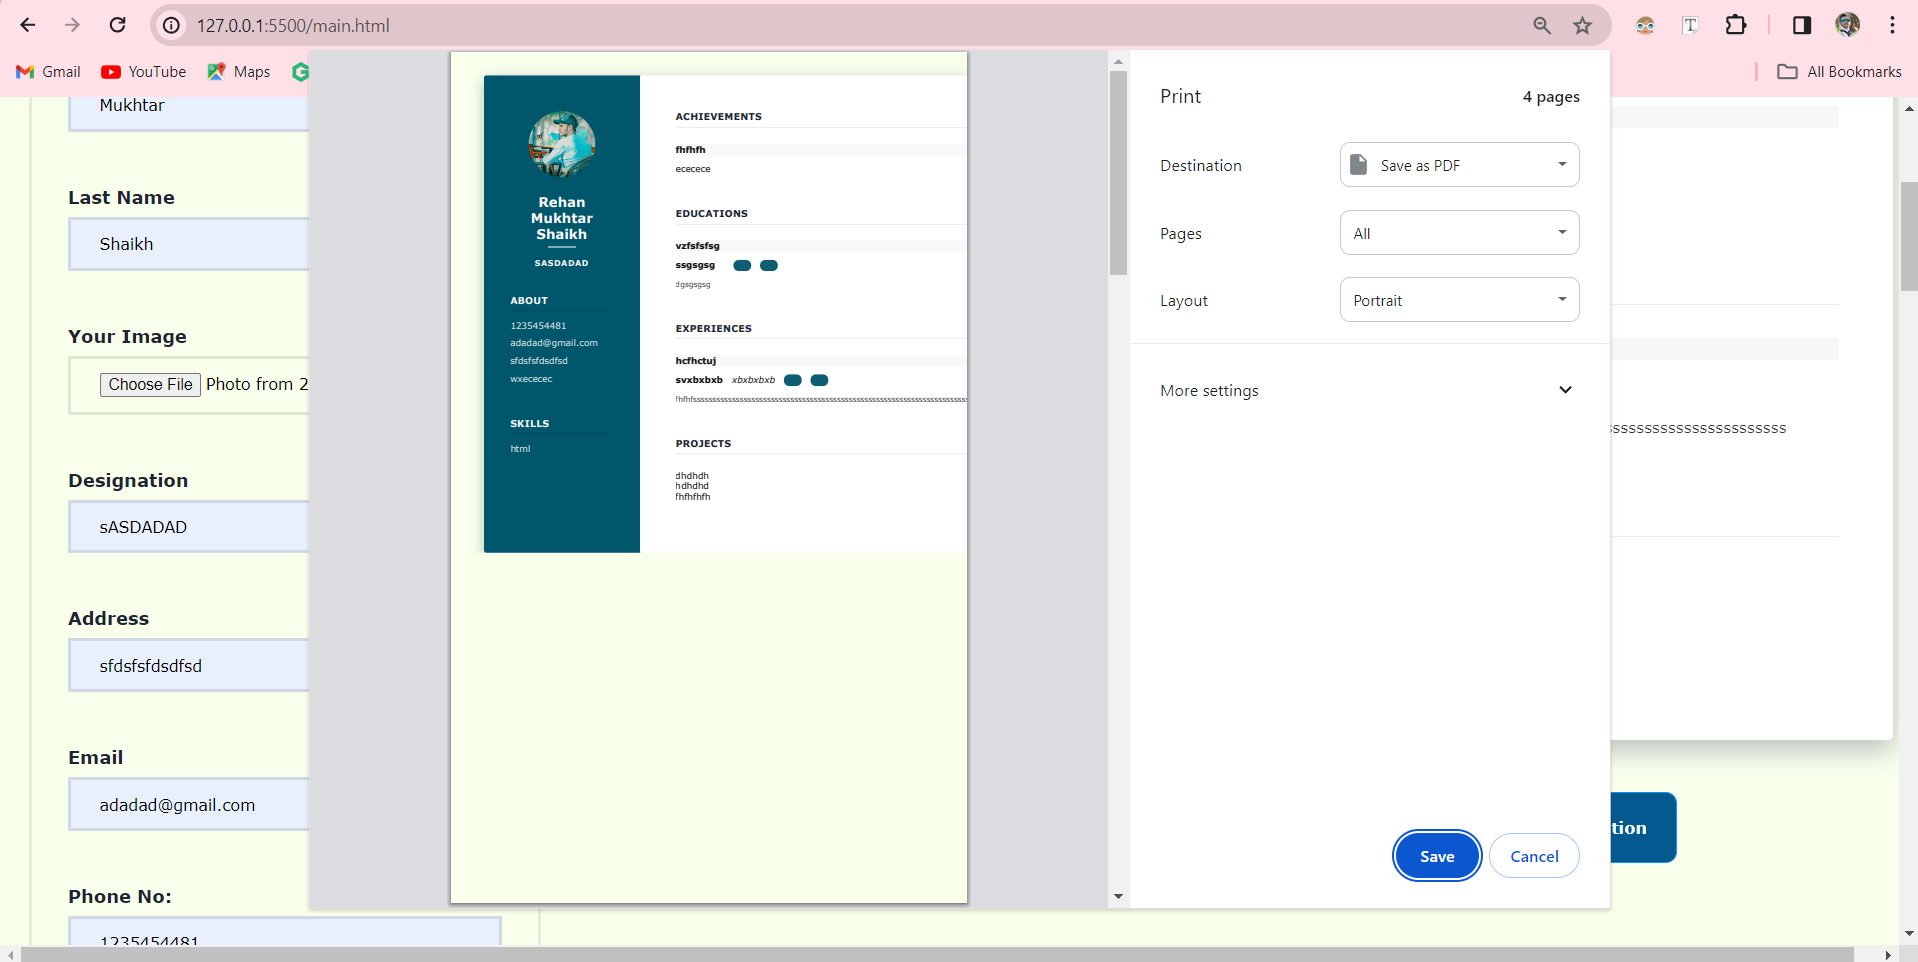 127.0.0.1:5500/main.html
Gmail
YouTube
Maps
All Bookmarks
Mukhtar
Last Name
Shaikh
Your Image
Choose File Photo from 2
Designation
sASDADAD
Address
sfdsfsfdsdfsd
Email
adadad@gmail.com
Phone No:
1235454481
Rehan
Mukhtar
Shaikh
SASDADAD
ABOUT
1235454481
adadad@gmail.com
sfdsfsfdsdfsd
wxececec
SKILLS
html
ACHIEVEMENTS
fhfhfh
ececece
EDUCATIONS
vzfsfsfsg
ssgsgsg
dgsgsgsg
EXPERIENCES
hcfhctuj
svxbxbxb xbxbxbxb
PROJECTS
dhdhdh
hdhdhd
fhfhfhfh
Print
4 pages
Destination
Save as PDF
Pages
All
Layout
Portrait
More settings
Save
Cancel
tion